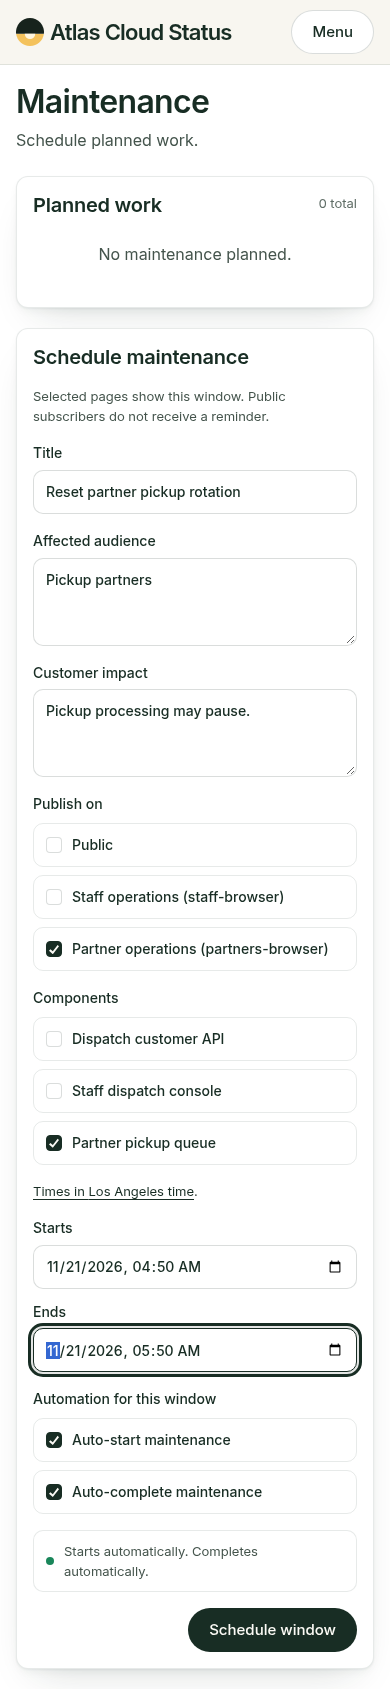 Atlas Cloud Status
Menu
Maintenance
Schedule planned work.
Planned work
0 total
No maintenance planned.
Schedule maintenance
Selected pages show this window. Public
subscribers do not receive a reminder.
Title
Reset partner pickup rotation
Affected audience
Pickup partners
Customer impact
Pickup processing may pause.
Publish on
Public
Staff operations (staff-browser)
Partner operations (partners-browser)
Components
Dispatch customer API
Staff dispatch console
Partner pickup queue
Times in Los Angeles time.
Starts
11/21/2026, 04:50 AM
Ends
11/21/2026, 05:50 AM
Automation for this window
Auto-start maintenance
Auto-complete maintenance
Starts automatically. Completes
automatically.
Schedule window